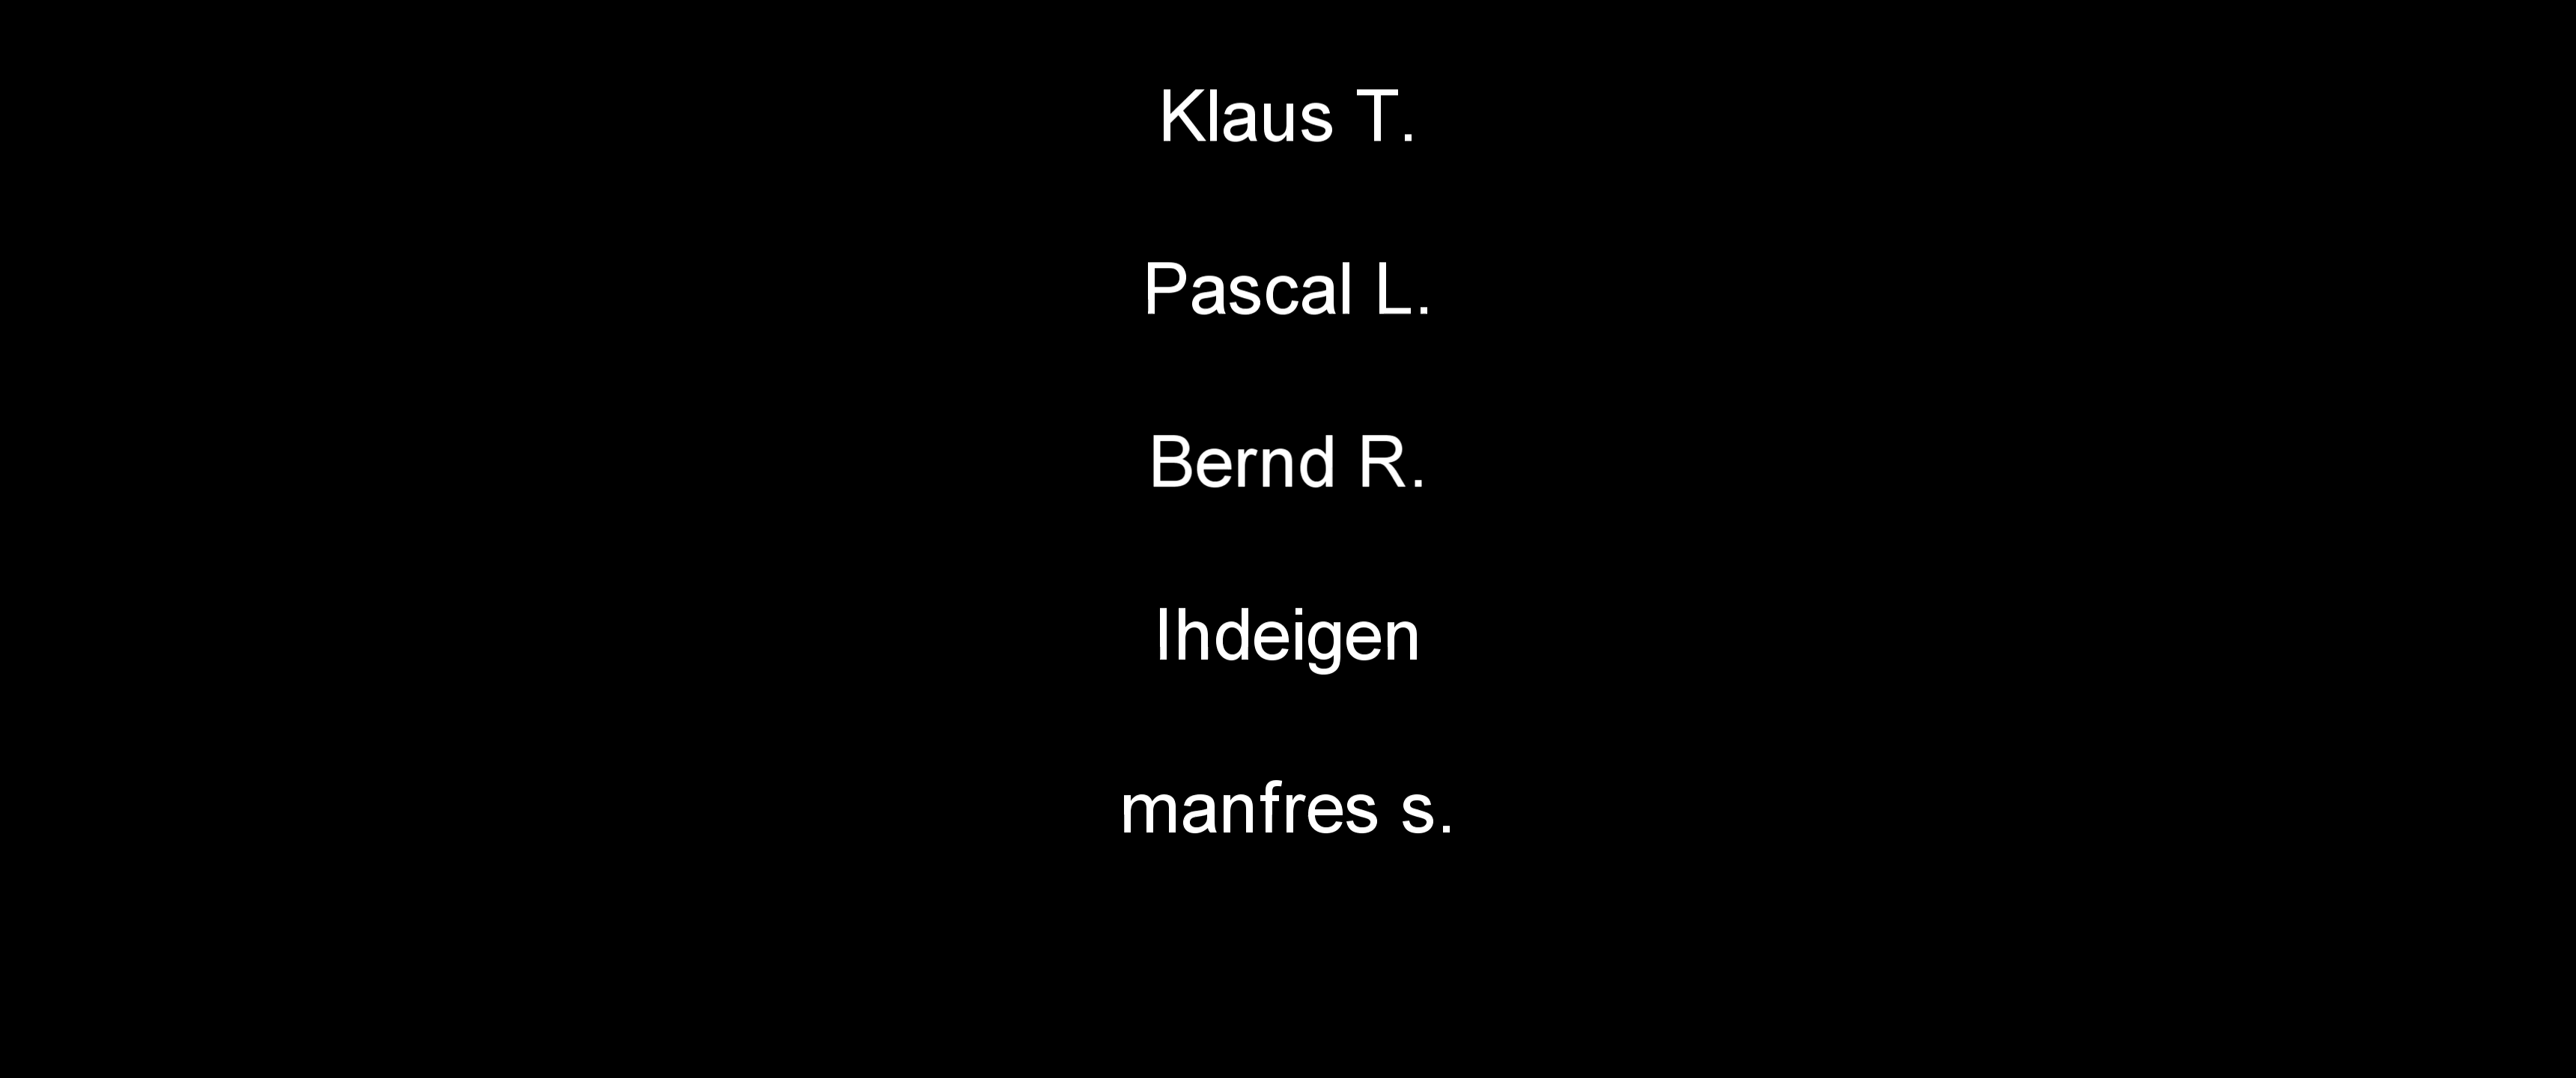 Klaus T.
Pascal L.
Bernd R.
Ihdeigen
manfres s.